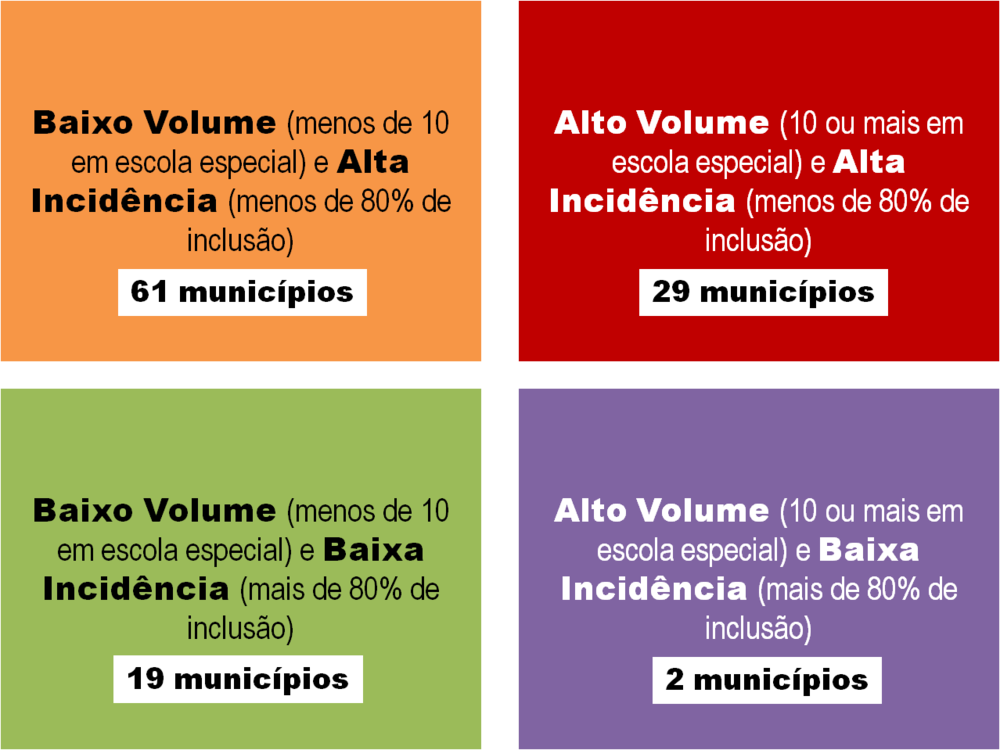 Baixo Volume (menos de 10
em escola especial) e Alta
Incidência (menos de 80% de
inclusão)
61 municípios
Alto Volume (10 ou mais em
escola especial) e Alta
Incidência (menos de 80% de
inclusão)
29 municípios
Baixo Volume (menos de 10
em escola especial) e Baixa
Incidência (mais de 80% de
inclusão)
19 municípios
Alto Volume (10 ou mais em
escola especial) e Baixa
Incidência (mais de 80% de
inclusão)
2 municípios